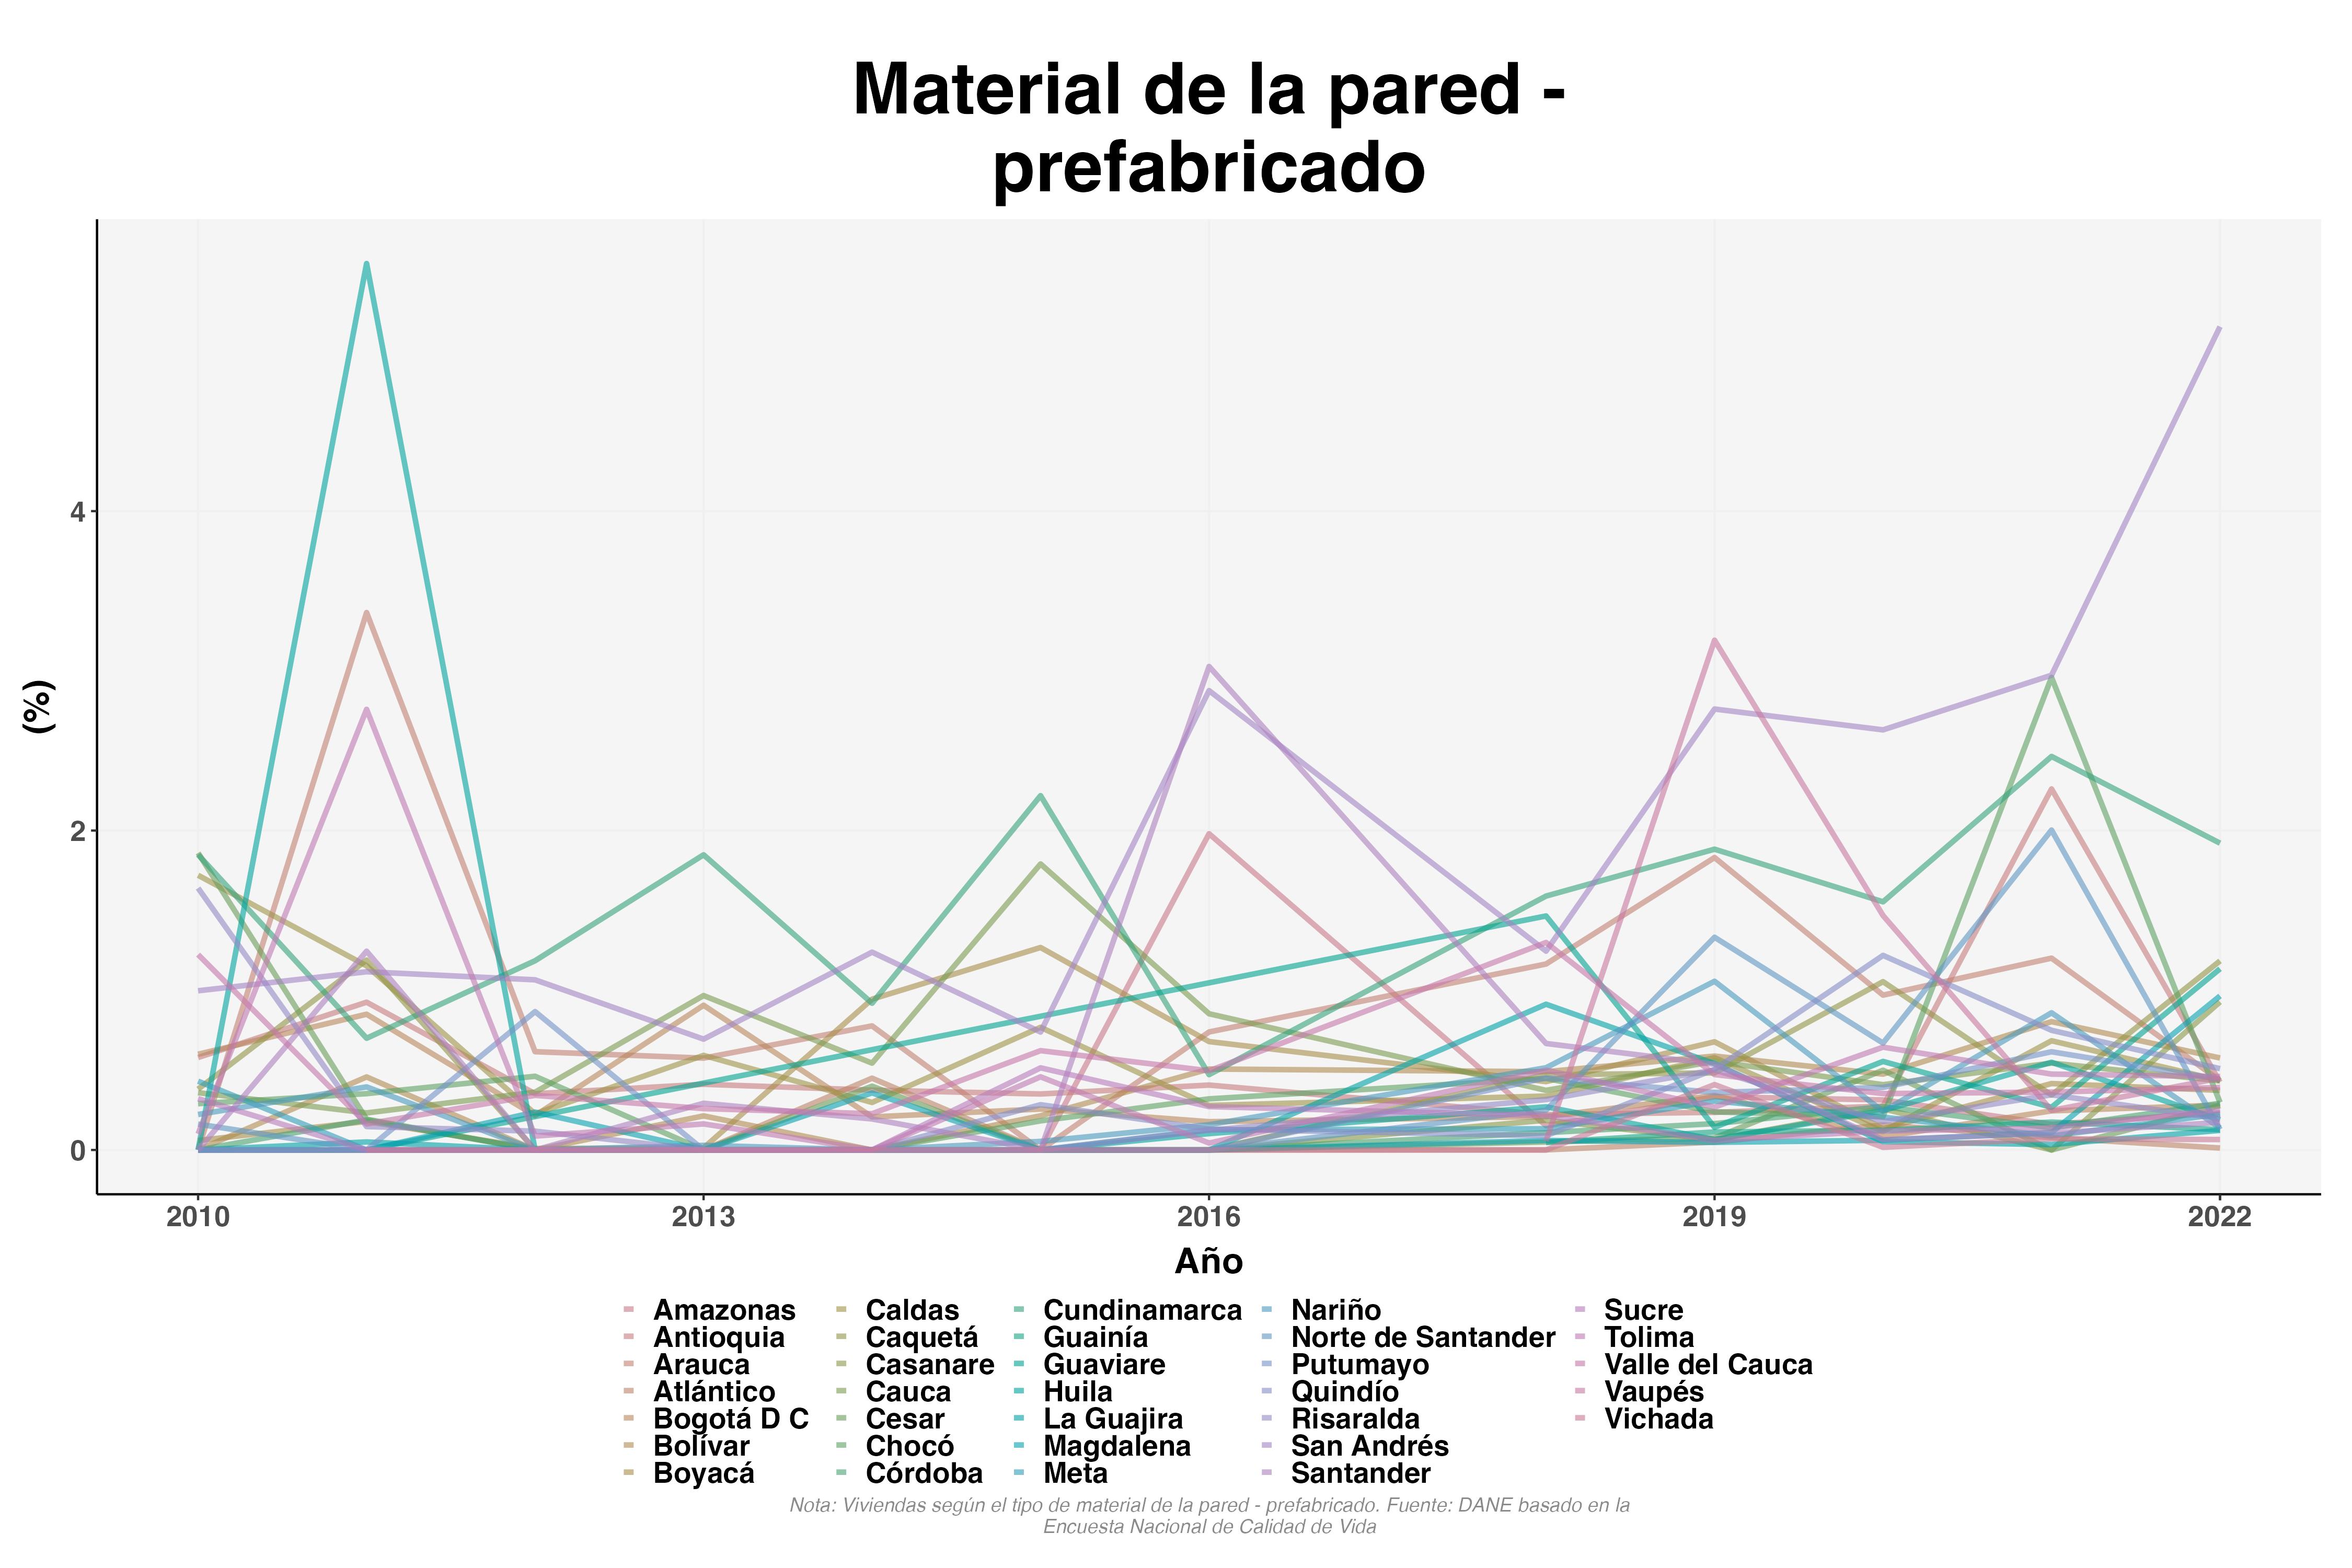 Material de la pared -
prefabricado
(%)
4
2
0
2010 2013 2016 2019 2022
Año
Amazonas Caldas Cundinamarca Nariño Sucre
Antioquia Caquetá Guainía Norte de Santander Tolima
Arauca Casanare Guaviare Putumayo Valle del Cauca
Atlántico Cauca Huila Quindío Vaupés
Bogotá D C Cesar La Guajira Risaralda Vichada
Bolívar Chocó Magdalena San Andrés
Boyacá Córdoba Meta Santander
Nota: Viviendas según el tipo de material de la pared - prefabricado. Fuente: DANE basado en la
Encuesta Nacional de Calidad de Vida